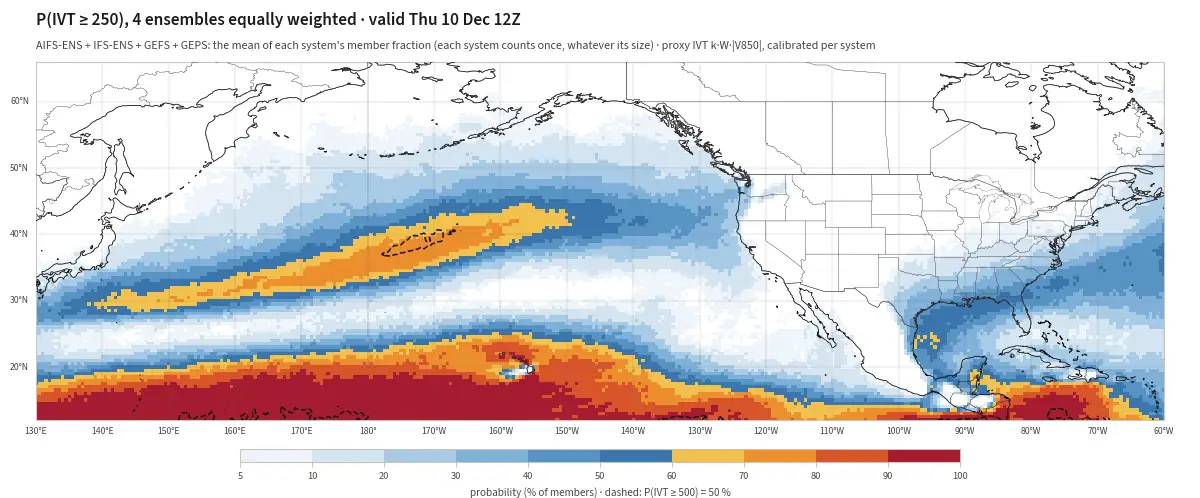 P(IVT ≥ 250), 4 ensembles equally weighted · valid Thu 10 Dec 12Z
AIFS-ENS + IFS-ENS + GEFS + GEPS: the mean of each system's member fraction (each system counts once, whatever its size) · proxy IVT k·W·|V850|, calibrated per system
60°N
50°N
40°N
30°N
20°N
130°E 140°E 150°E 160°E 170°E 180° 170°W 160°W 150°W 140°W 130°W 120°W 110°W 100°W 90°W 80°W 70°W 60°W
5 10 20 30 40 50 60 70 80 90 100
probability (% of members) · dashed: P(IVT ≥ 500) = 50 %